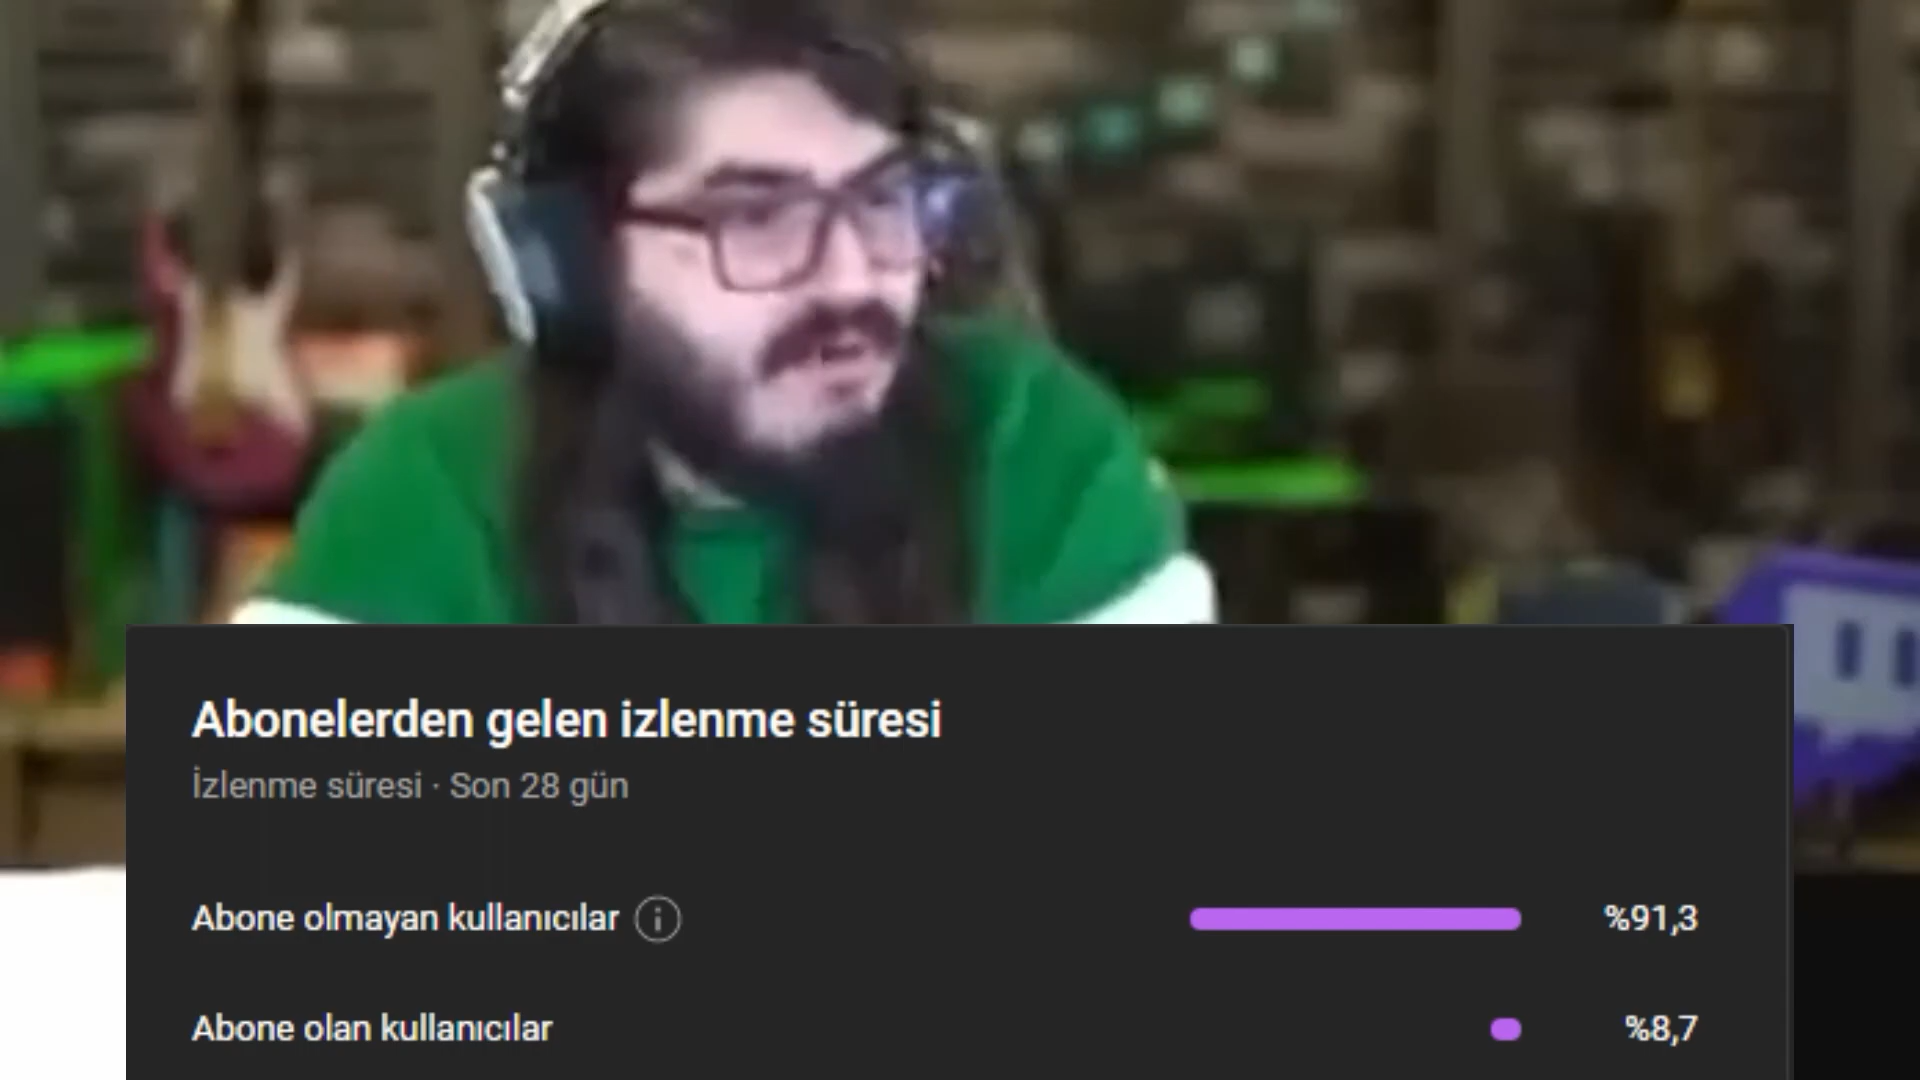 Abonelerden gelen izlenme süresi
İzlenme süresi · Son 28 gün
Abone olmayan kullanıcılar %91,3
Abone olan kullanıcılar %8,7